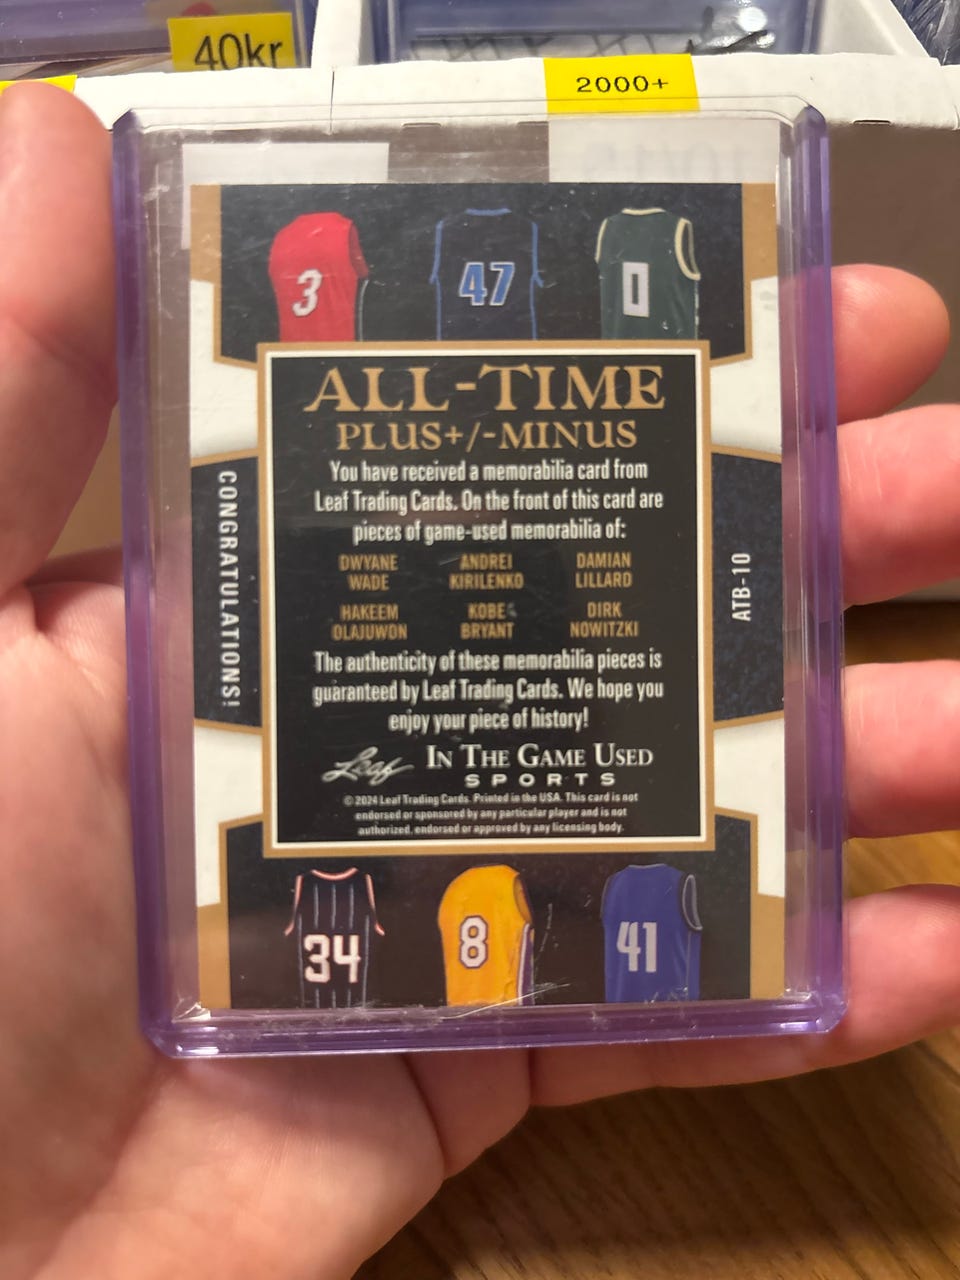 40kr
2000+
3
47
0
ALL-TIME
PLUS+/-MINUS
You have received a memorabilia card from
Leaf Trading Cards. On the front of this card are
pieces of game-used memorabilia of:
DWYANE WADE
ANDREI KIRILENKO
DAMIAN LILLARD
HAKEEM OLAJUWON
KOBE BRYANT
DIRK NOWITZKI
The authenticity of these memorabilia pieces is
guaranteed by Leaf Trading Cards. We hope you
enjoy your piece of history!
Leaf IN THE GAME USED
SPORTS
© 2024 Leaf Trading Cards. Printed in the USA. This card is not
endorsed or sponsored by any particular player and is not
authorized, endorsed or approved by any licensing body.
CONGRATULATIONS!
ATB-10
34
8
41